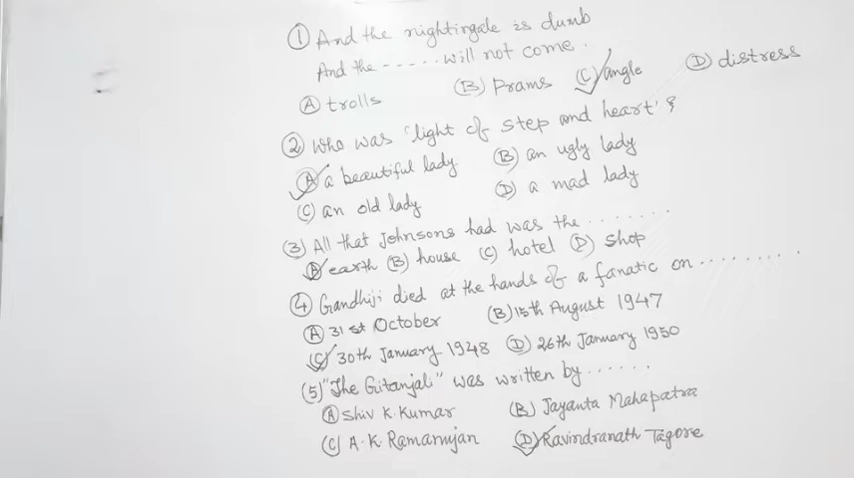 ① And the nightingale is dumb
And the ----- will not come.
Ⓐ trolls (B) Prams (C) angle Ⓓ distress
② Who was 'light of step and heart'?
Ⓐ a beautiful lady (B) an ugly lady
(C) an old lady Ⓓ a mad lady
(3) All that Johnsons had was the .......
Ⓐ earth (B) house (C) hotel Ⓓ Shop
④ Gandhiji died at the hands of a fanatic on .........
Ⓐ 31 st October (B) 15th August 1947
(C) 30th January 1948 Ⓓ 26th January 1950
(5) "The Gitanjali" was written by ......
Ⓐ Shiv K. Kumar (B) Jayanta Mahapatra
(C) A.K. Ramanujan Ⓓ Ravindranath Tagore